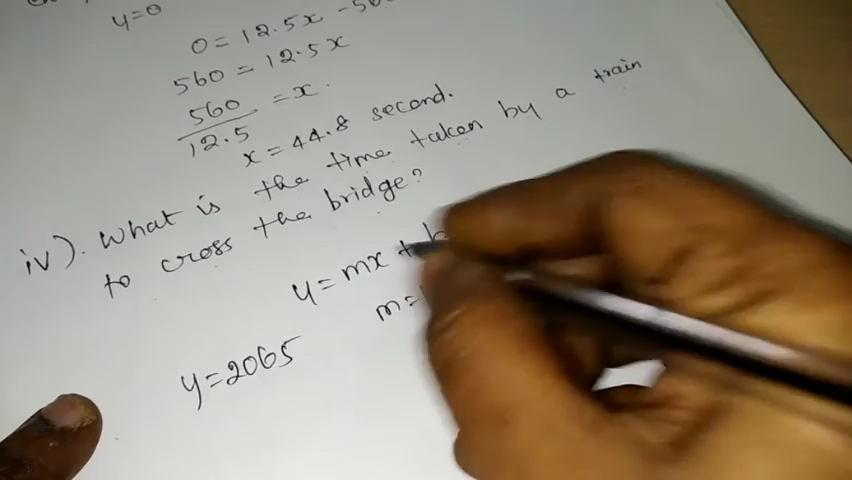 y=0
0 = 12.5x - 56
560 = 12.5x
560/12.5 = x.
x = 44.8 second.
iv). What is the time taken by a train
to cross the bridge?
y = mx + b
m =
y = 2065